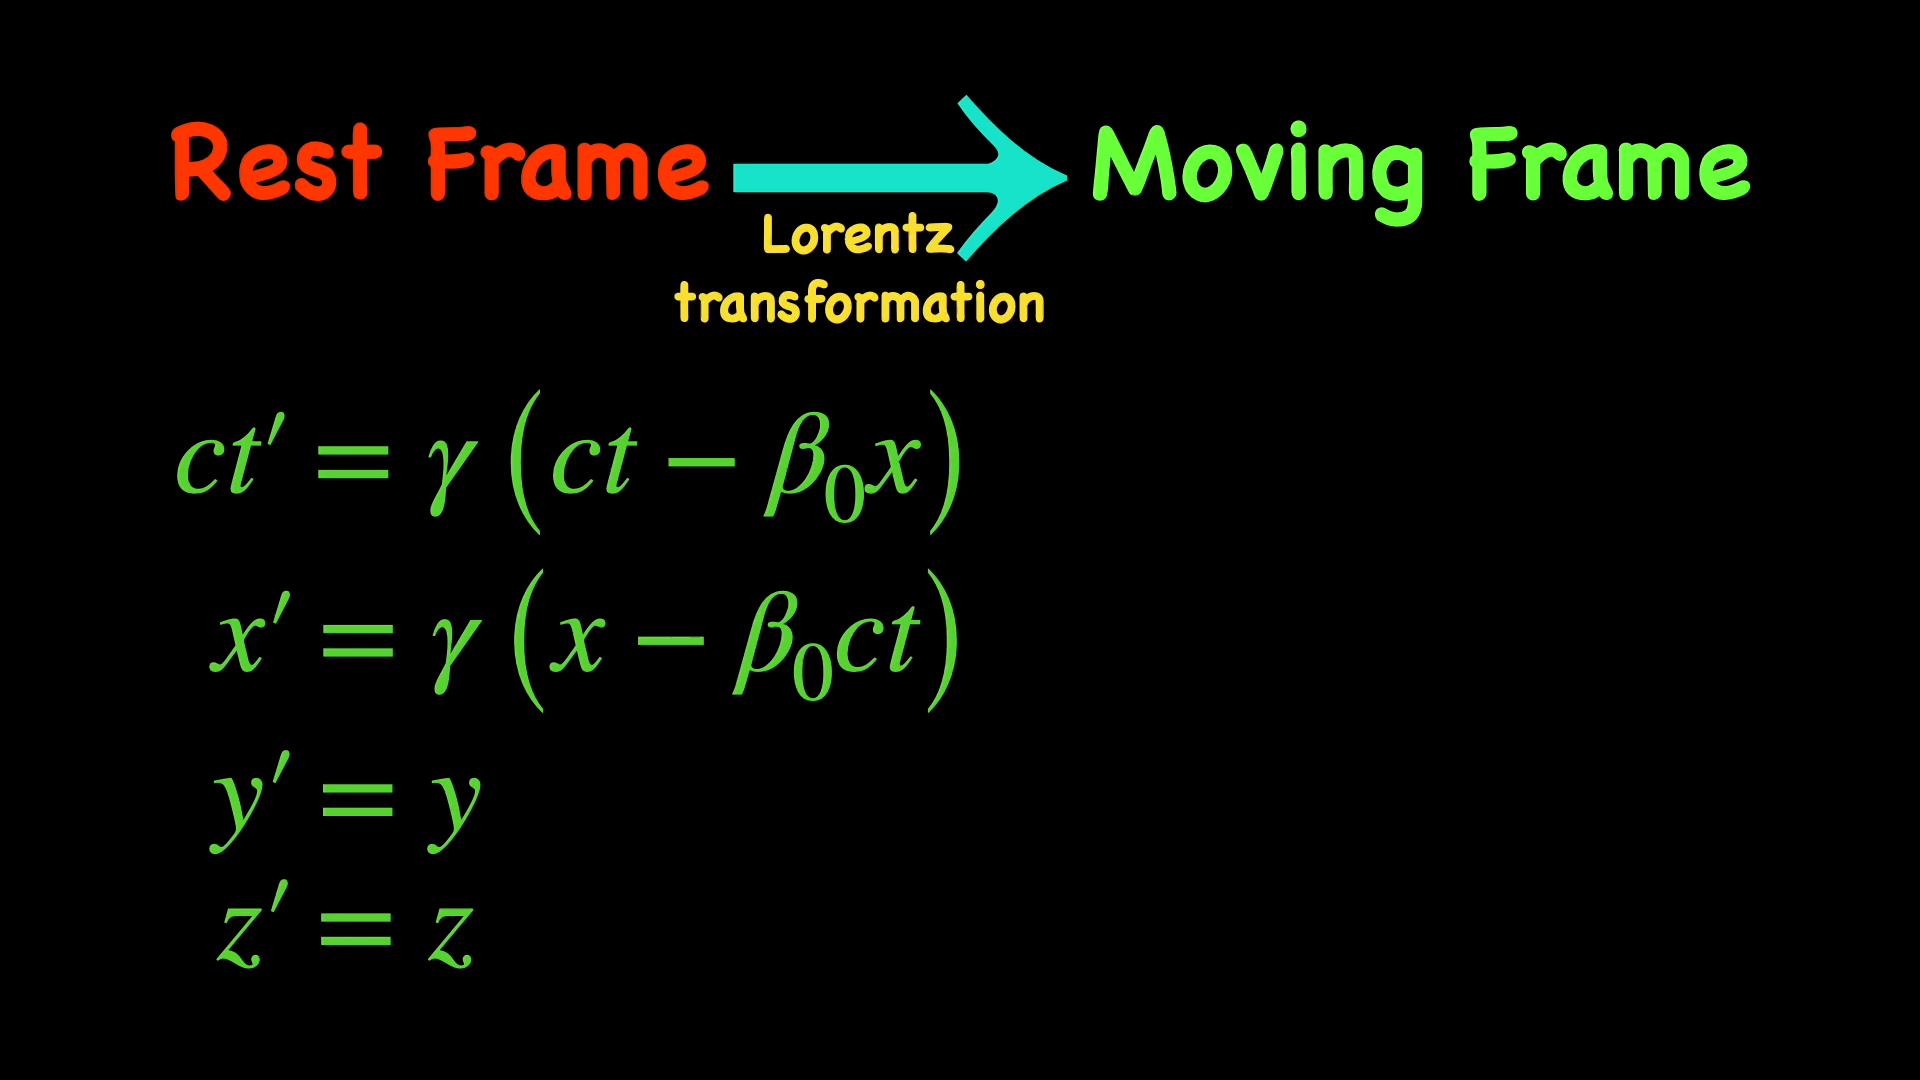 Rest Frame Moving Frame
Lorentz
transformation
ct′ = γ (ct − β₀x)
x′ = γ (x − β₀ct)
y′ = y
z′ = z